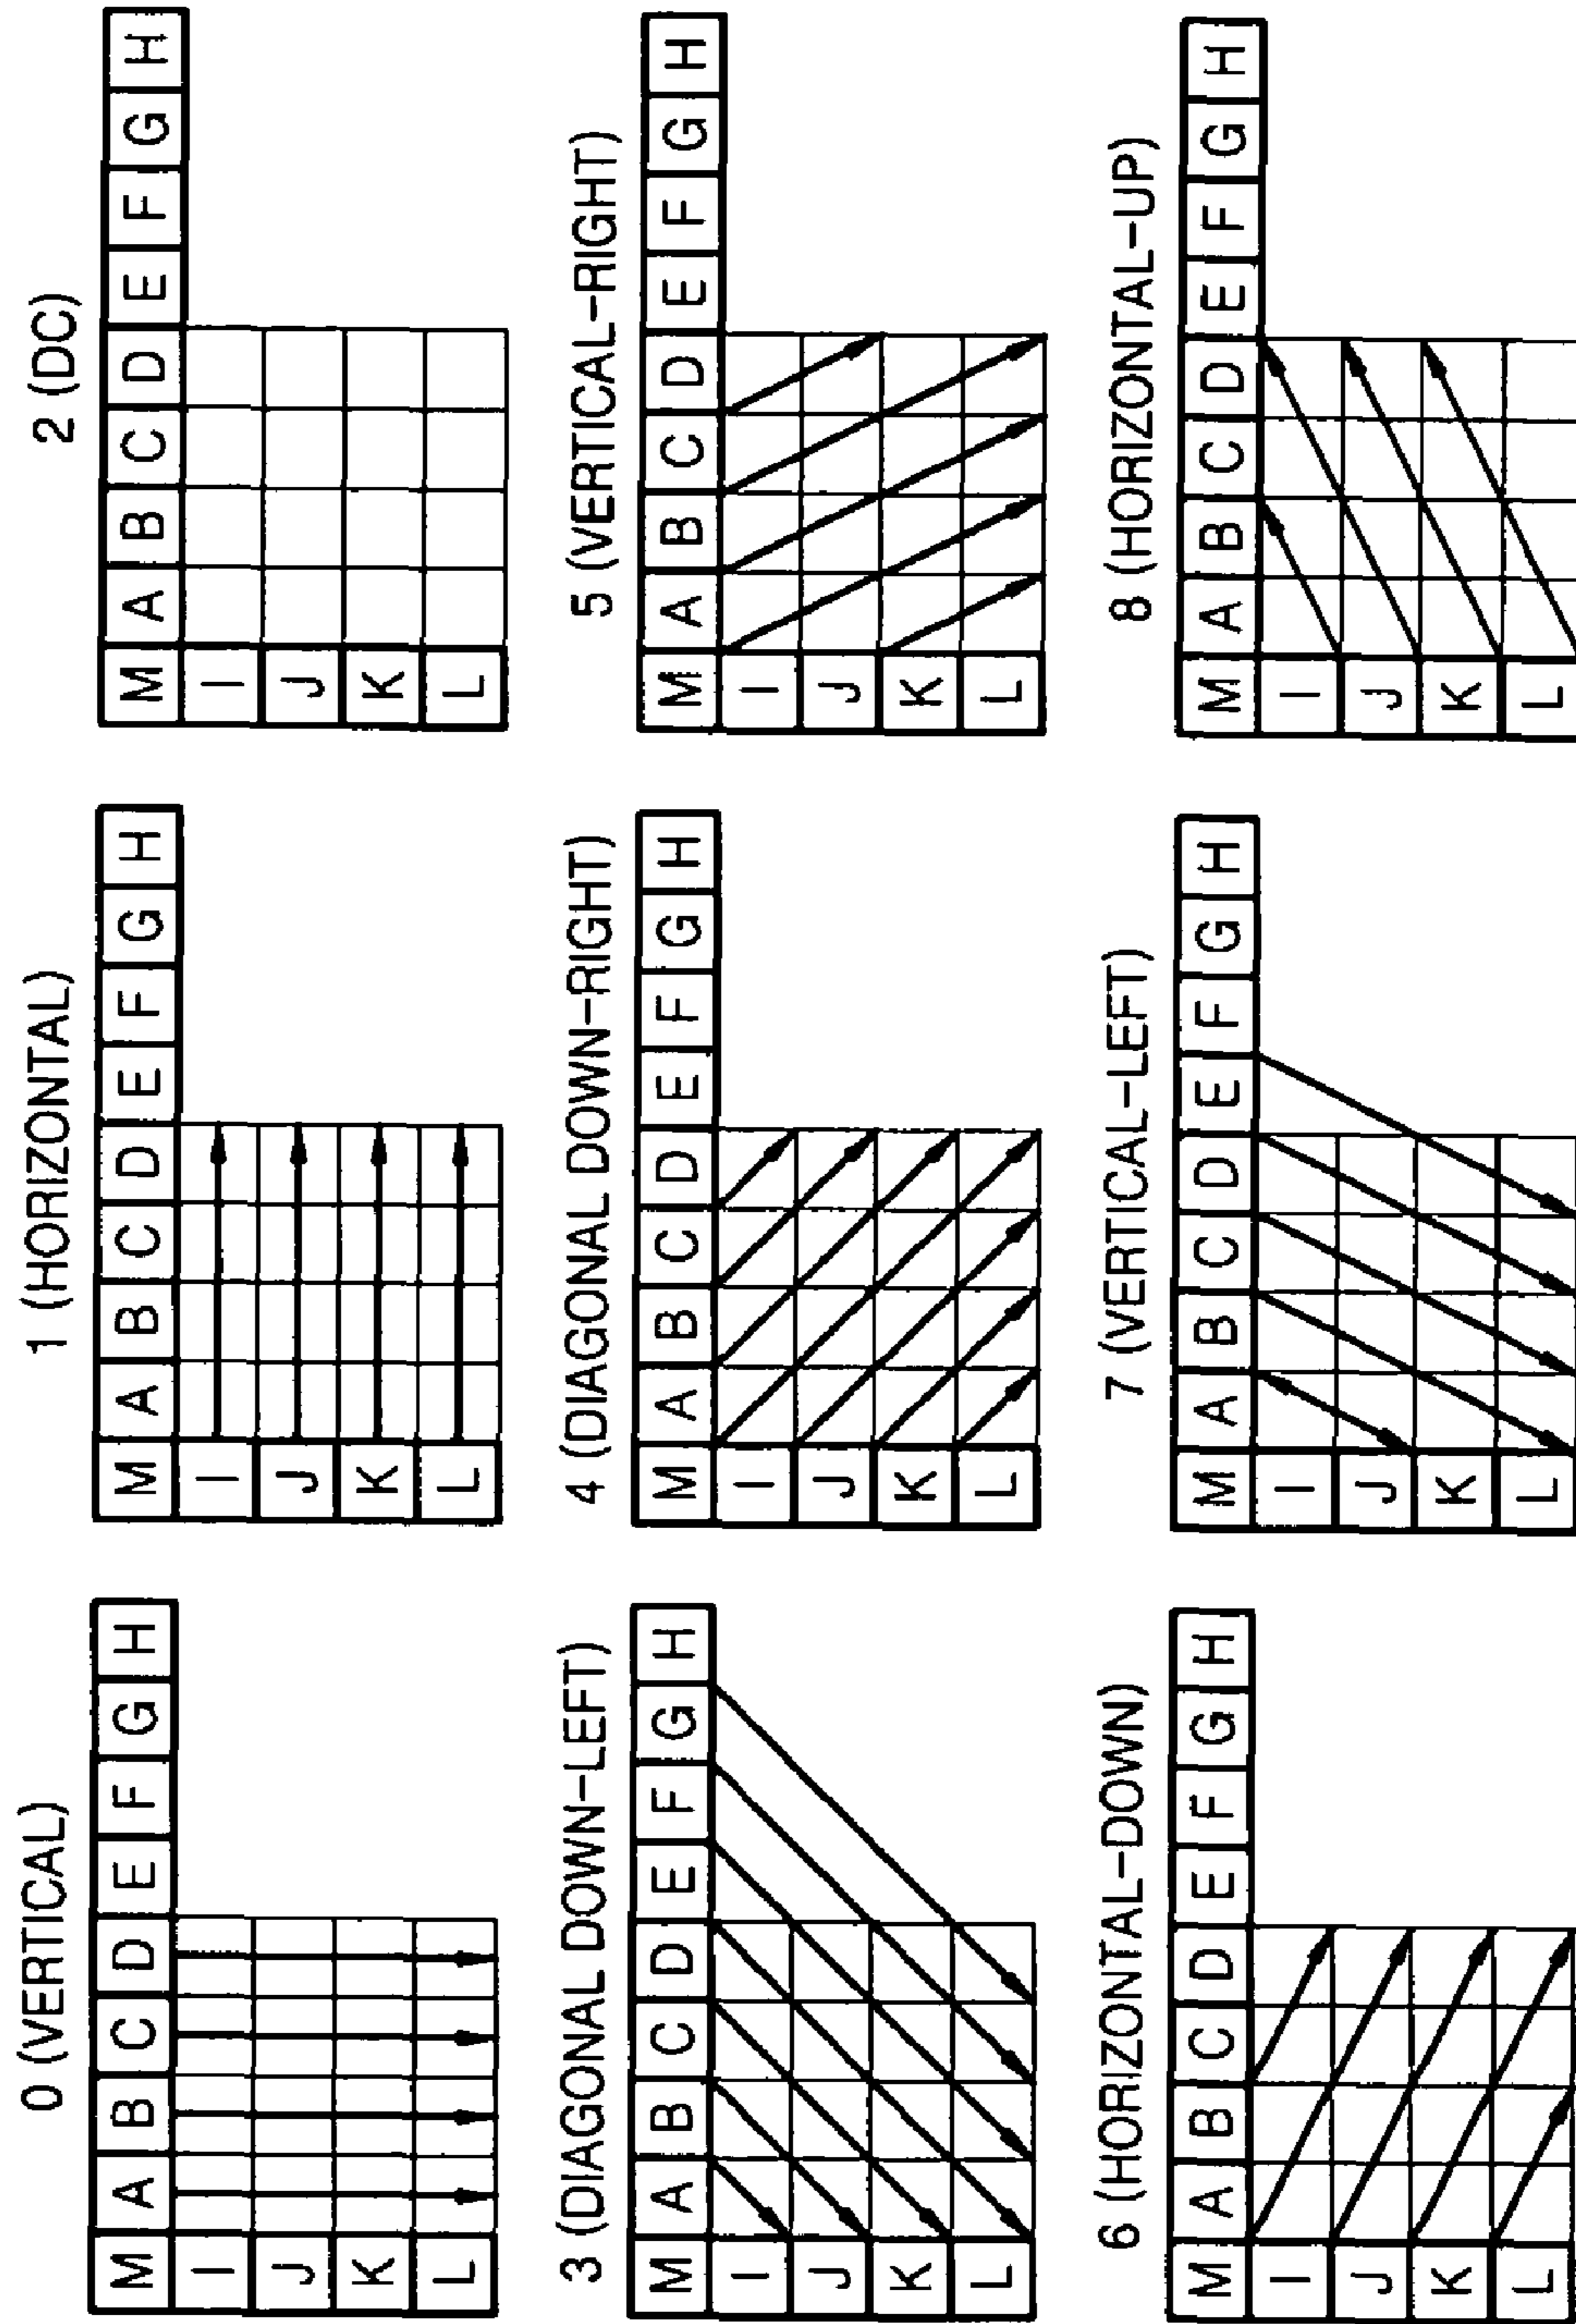 0 (VERTICAL)
M A B C D E F G H
I
J
K
L
1 (HORIZONTAL)
M A B C D E F G H
I
J
K
L
2 (DC)
M A B C D E F G H
I
J
K
L
3 (DIAGONAL DOWN-LEFT)
M A B C D E F G H
I
J
K
L
4 (DIAGONAL DOWN-RIGHT)
M A B C D E F G H
I
J
K
L
5 (VERTICAL-RIGHT)
M A B C D E F G H
I
J
K
L
6 (HORIZONTAL-DOWN)
M A B C D E F G H
I
J
K
L
7 (VERTICAL-LEFT)
M A B C D E F G H
I
J
K
L
8 (HORIZONTAL-UP)
M A B C D E F G H
I
J
K
L